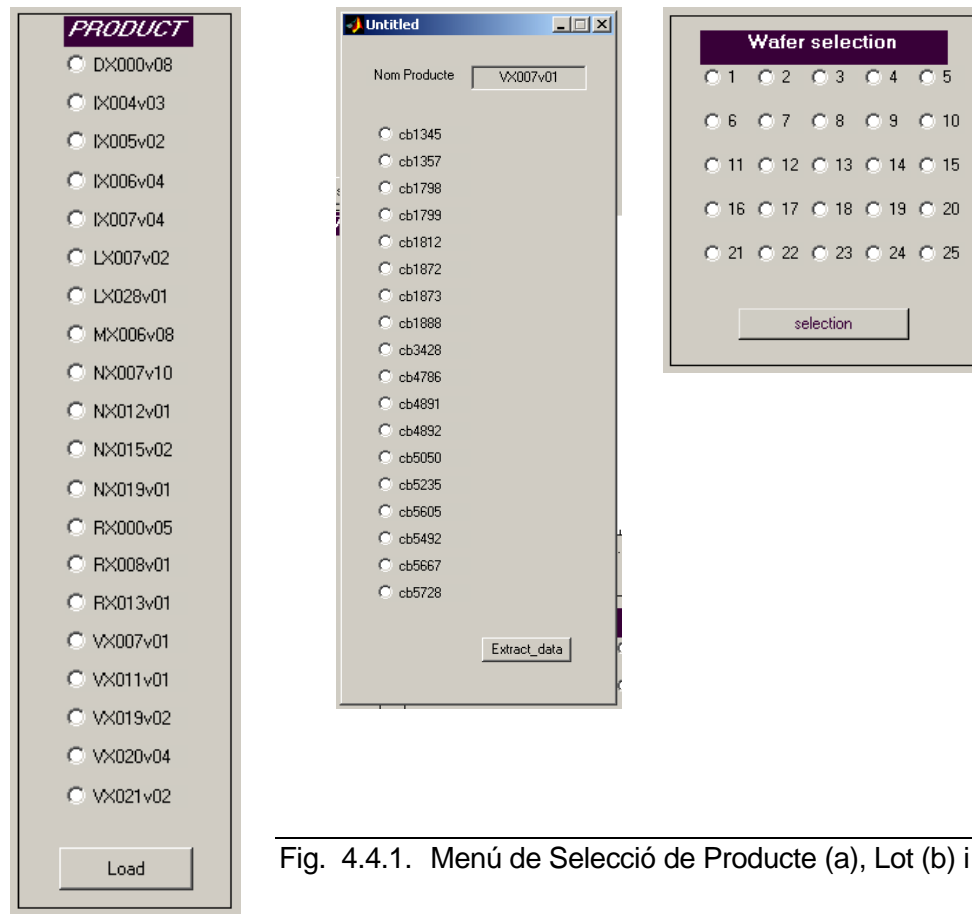 PRODUCT
DX000v08
IX004v03
IX005v02
IX006v04
IX007v04
LX007v02
LX028v01
MX006v08
NX007v10
NX012v01
NX015v02
NX019v01
RX000v05
RX008v01
RX013v01
VX007v01
VX011v01
VX019v02
VX020v04
VX021v02
Load
Untitled
Nom Producte VX007v01
cb1345
cb1357
cb1798
cb1799
cb1812
cb1872
cb1873
cb1888
cb3428
cb4786
cb4891
cb4892
cb5050
cb5235
cb5605
cb5492
cb5667
cb5728
Extract_data
Wafer selection
1 2 3 4 5
6 7 8 9 10
11 12 13 14 15
16 17 18 19 20
21 22 23 24 25
selection
Fig. 4.4.1. Menú de Selecció de Producte (a), Lot (b) i